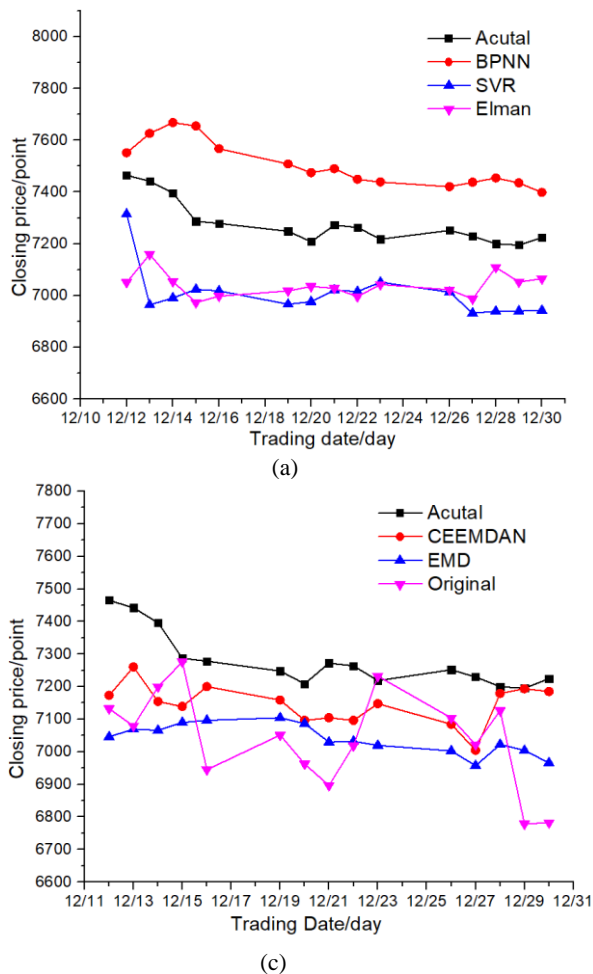 8000
7800
7600
7400
7200
7000
6800
6600
Closing price/point
Acutal
BPNN
SVR
Elman
12/10 12/12 12/14 12/16 12/18 12/20 12/22 12/24 12/26 12/28 12/30
Trading date/day
(a)
7800
7700
7600
7500
7400
7300
7200
7100
7000
6900
6800
6700
6600
Closing price/point
Acutal
CEEMDAN
EMD
Original
12/11 12/13 12/15 12/17 12/19 12/21 12/23 12/25 12/27 12/29 12/31
Trading Date/day
(c)